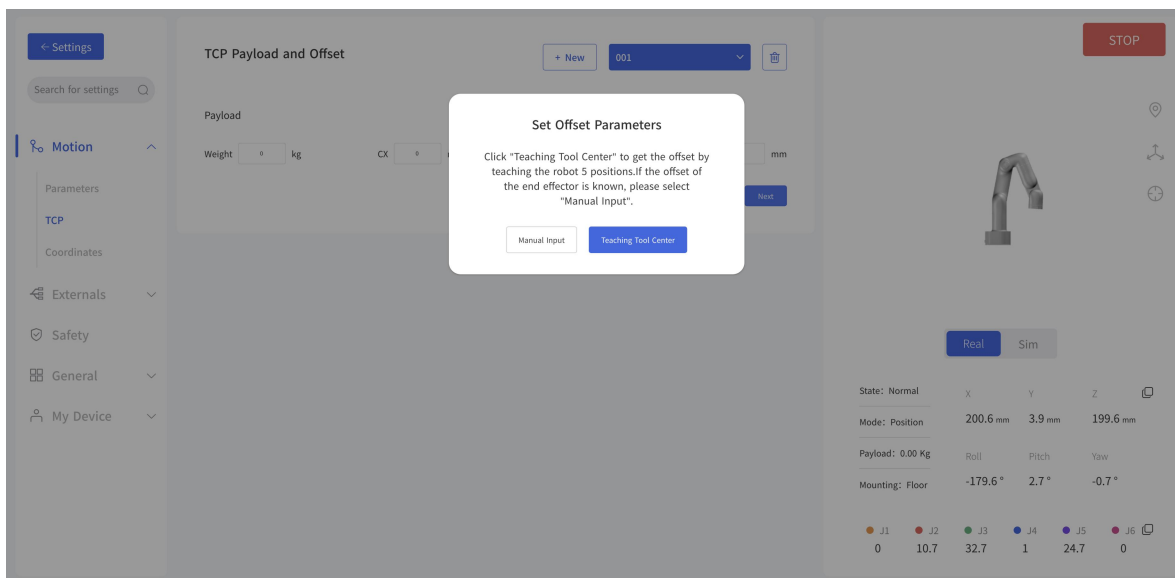 ← Settings
Search for settings
Motion
Parameters
TCP
Coordinates
Externals
Safety
General
My Device
TCP Payload and Offset
+ New
001
Payload
Weight 0 kg
CX 0
mm
Next
Set Offset Parameters
Click "Teaching Tool Center" to get the offset by
teaching the robot 5 positions.If the offset of
the end effector is known, please select
"Manual Input".
Manual Input
Teaching Tool Center
STOP
Real Sim
State: Normal
Mode: Position
Payload: 0.00 Kg
Mounting: Floor
X Y Z
200.6 mm 3.9 mm 199.6 mm
Roll Pitch Yaw
-179.6° 2.7° -0.7°
J1 J2 J3 J4 J5 J6
0 10.7 32.7 1 24.7 0